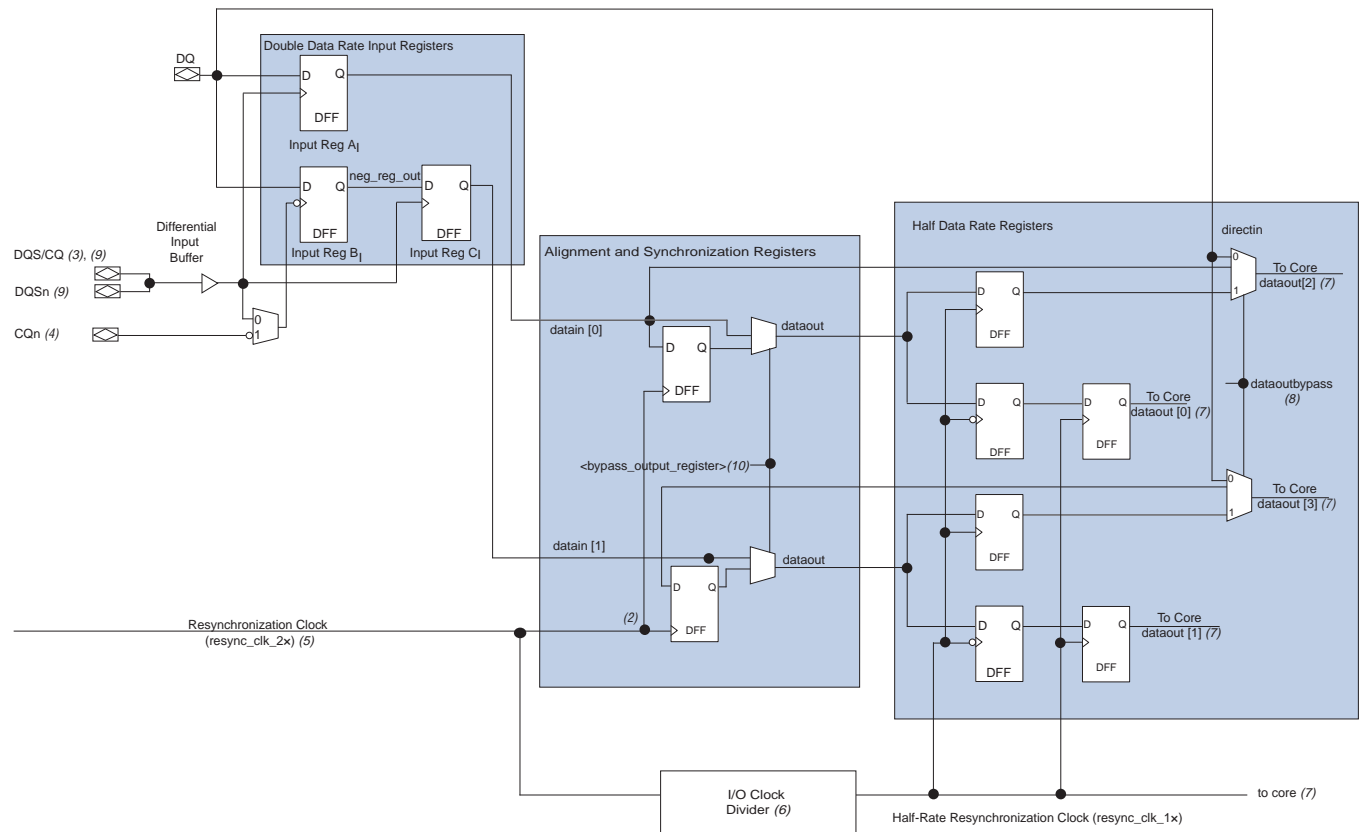 Double Data Rate Input Registers
DQ
D Q
DFF
Input Reg AI
neg_reg_out
D Q
DFF
Input Reg BI
D Q
DFF
Input Reg CI
Differential
Input
Buffer
DQS/CQ (3), (9)
DQSn (9)
CQn (4)
0
1
Alignment and Synchronization Registers
datain [0]
D Q
DFF
dataout
<bypass_output_register>(10)
datain [1]
D Q
DFF
dataout
(2)
Resynchronization Clock
(resync_clk_2×) (5)
Half Data Rate Registers
directin
D Q
DFF
0
1
To Core
dataout[2] (7)
D Q
DFF
D Q
DFF
To Core
dataout [0] (7)
dataoutbypass
(8)
D Q
DFF
0
1
To Core
dataout [3] (7)
D Q
DFF
D Q
DFF
To Core
dataout [1] (7)
I/O Clock
Divider (6)
to core (7)
Half-Rate Resynchronization Clock (resync_clk_1×)